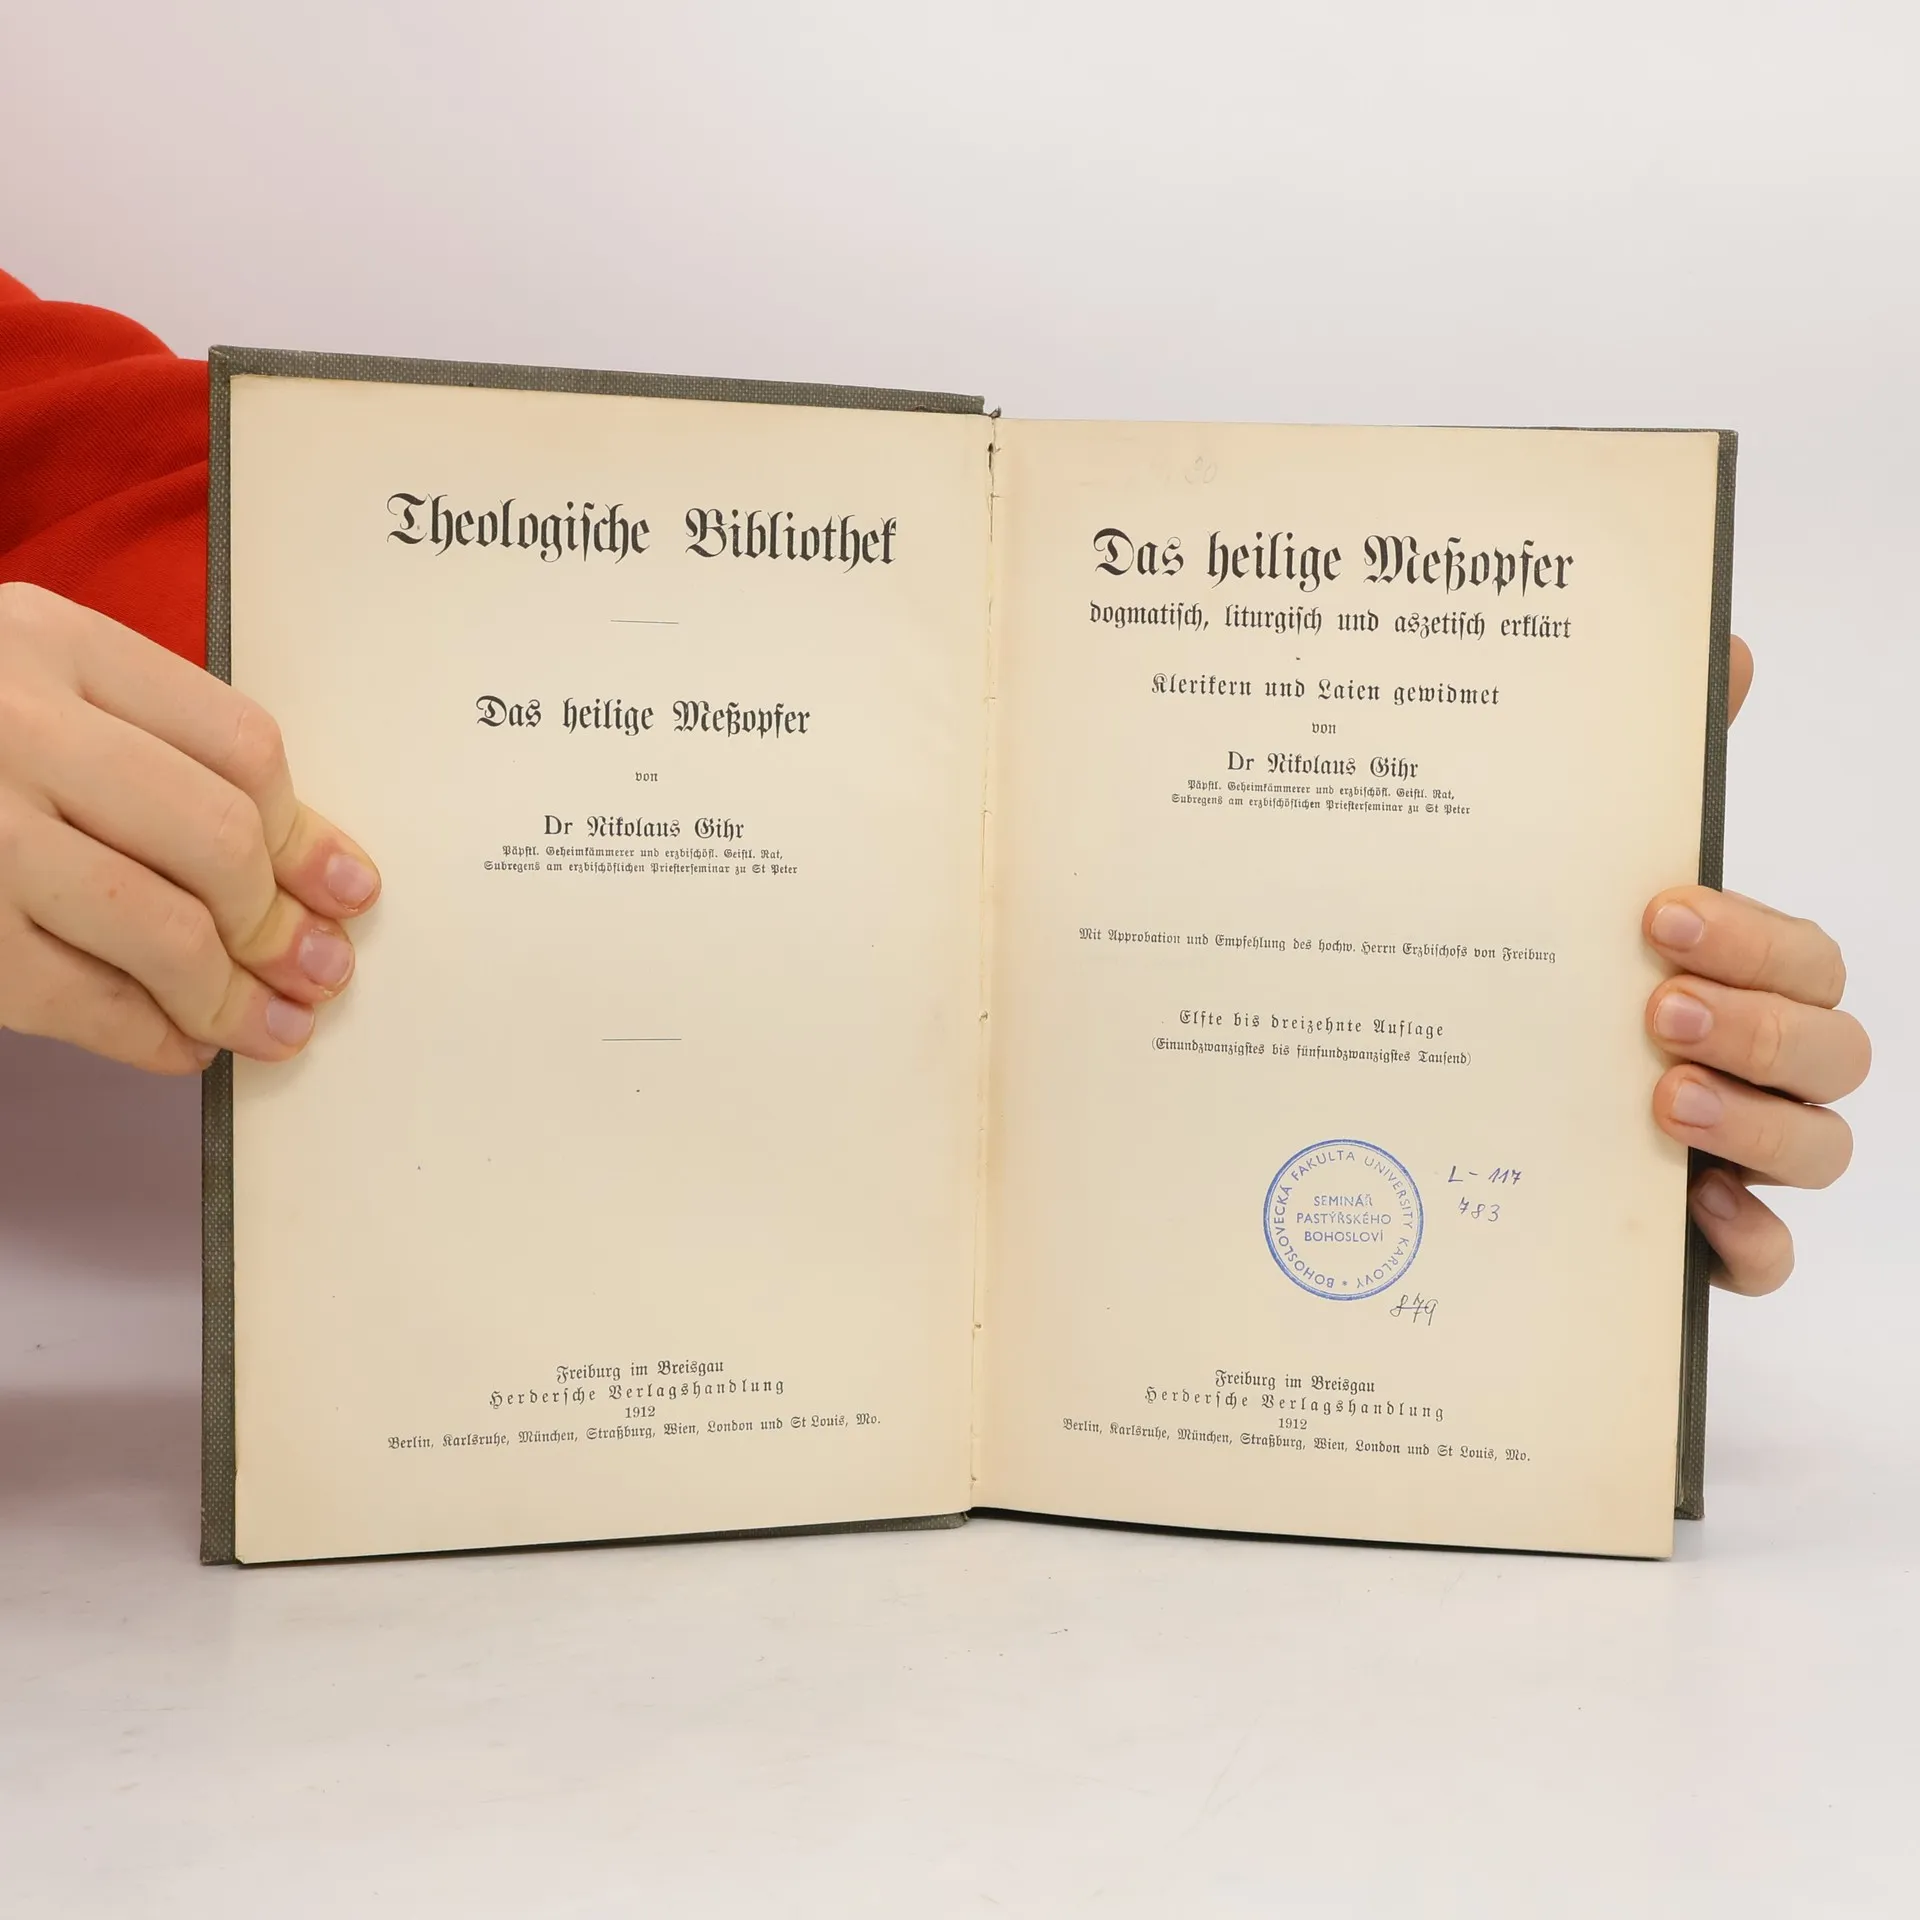 Theologische Bibliothek
Das heilige Meßopfer
von
Dr Nikolaus Gihr
Päpstl. Geheimkämmerer und erzbischöfl. Geistl. Rat,
Subregens am erzbischöflichen Priesterseminar zu St Peter
Freiburg im Breisgau
Herdersche Verlagshandlung
1912
Berlin, Karlsruhe, München, Straßburg, Wien, London und St Louis, Mo.
Das heilige Meßopfer
dogmatisch, liturgisch und aszetisch erklärt
Klerikern und Laien gewidmet
von
Dr Nikolaus Gihr
Päpstl. Geheimkämmerer und erzbischöfl. Geistl. Rat,
Subregens am erzbischöflichen Priesterseminar zu St Peter
Mit Approbation und Empfehlung des hochw. Herrn Erzbischofs von Freiburg
Elfte bis dreizehnte Auflage
(Einundzwanzigstes bis fünfundzwanzigstes Tausend)
BOHOSLOVECKÁ FAKULTA UNIVERSITY KARLOVY *
SEMINÁŘ
PASTÝŘSKÉHO
BOHOSLOVÍ
L - 117
783
879
Freiburg im Breisgau
Herdersche Verlagshandlung
1912
Berlin, Karlsruhe, München, Straßburg, Wien, London und St Louis, Mo.